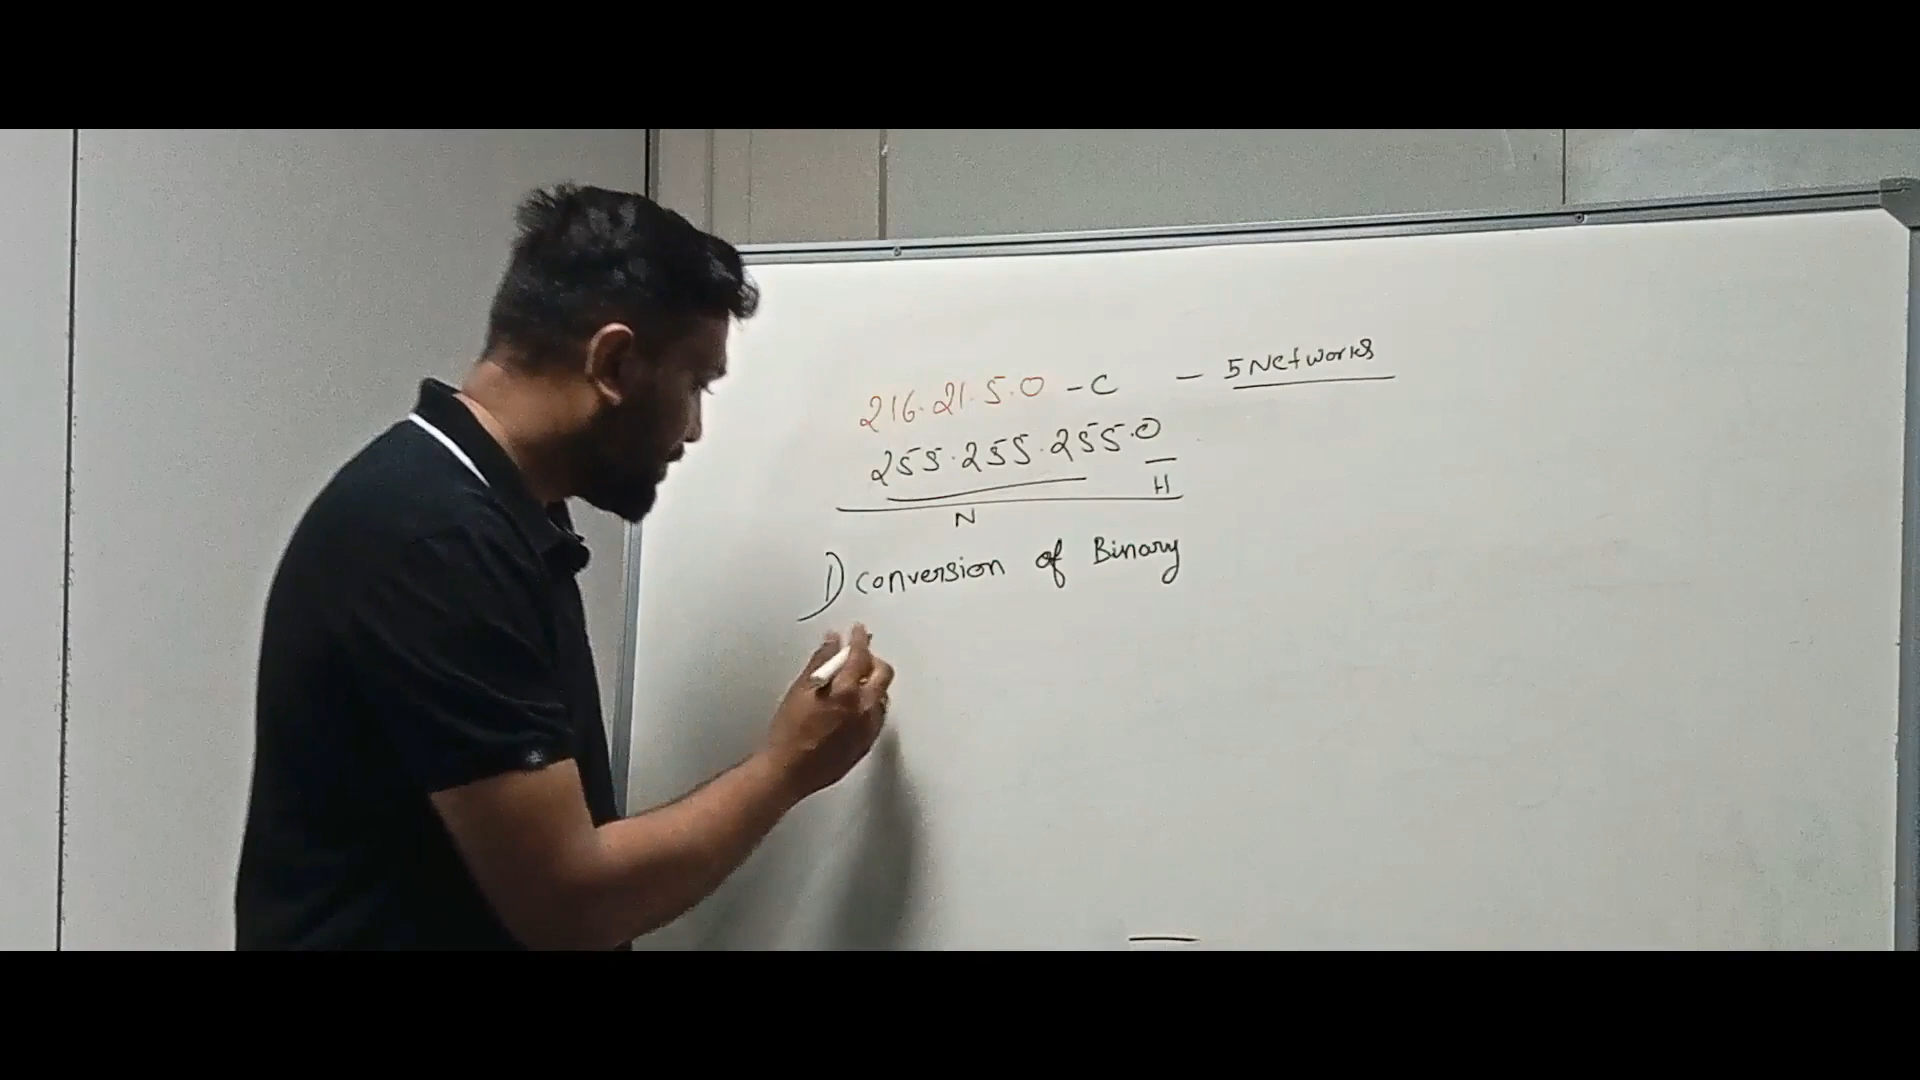 216.21.5.0 - C - 5 Networks
255.255.255.0
H
N
1) conversion of Binary